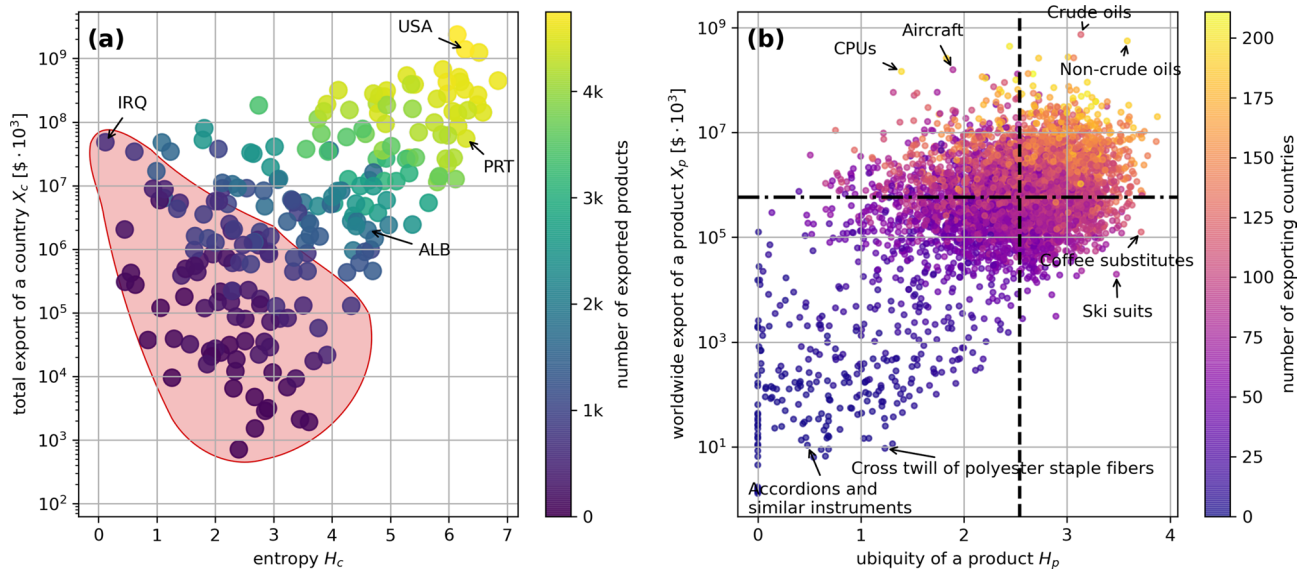 (a)
USA
IRQ
PRT
ALB
10⁹
10⁸
10⁷
10⁶
10⁵
10⁴
10³
10²
total export of a country X_c [$ · 10³]
0 1 2 3 4 5 6 7
entropy H_c
4k
3k
2k
1k
0
number of exported products
(b)
Crude oils
Aircraft
CPUs
Non-crude oils
Coffee substitutes
Ski suits
Cross twill of polyester staple fibers
Accordions and
similar instruments
10⁹
10⁷
10⁵
10³
10¹
worldwide export of a product X_p [$ · 10³]
0 1 2 3 4
ubiquity of a product H_p
200
175
150
125
100
75
50
25
0
number of exporting countries